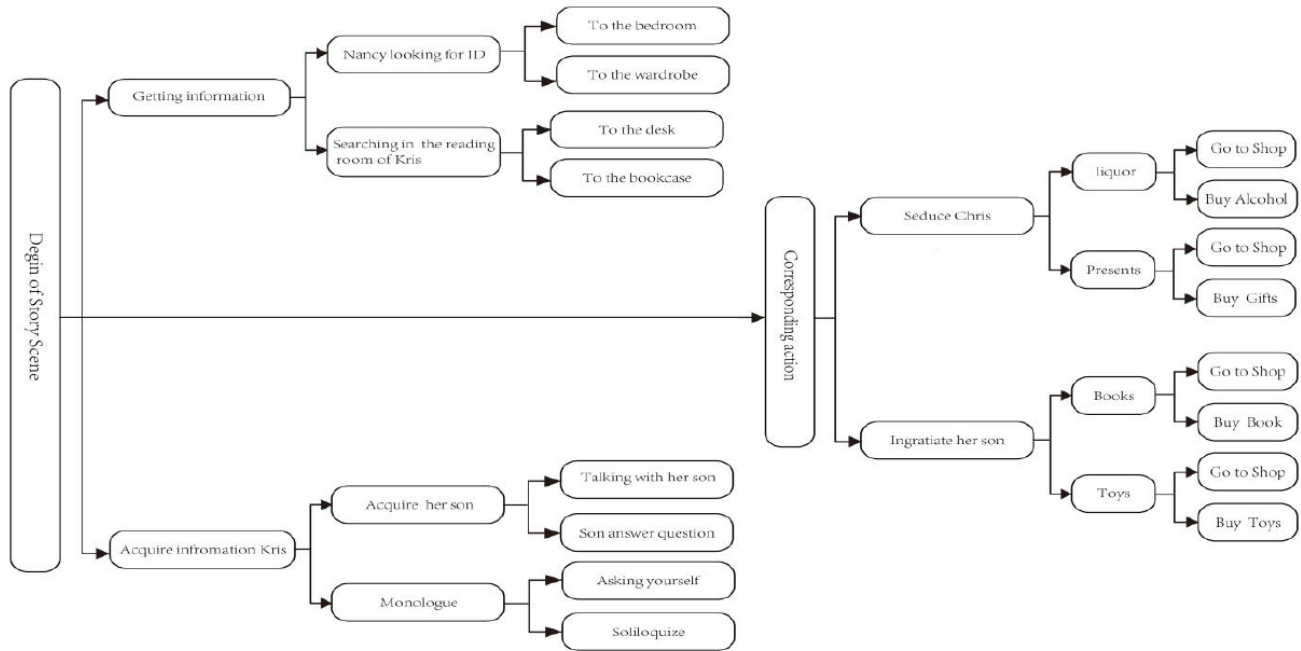 Degin of Story Scene
Getting information
Nancy looking for ID
To the bedroom
To the wardrobe
Searching in the reading
room of Kris
To the desk
To the bookcase
Acquire infromation Kris
Acquire her son
Talking with her son
Son answer question
Monologue
Asking yourself
Soliloquize
Corresponding action
Seduce Chris
liquor
Go to Shop
Buy Alcohol
Presents
Go to Shop
Buy Gifts
Ingratiate her son
Books
Go to Shop
Buy Book
Toys
Go to Shop
Buy Toys